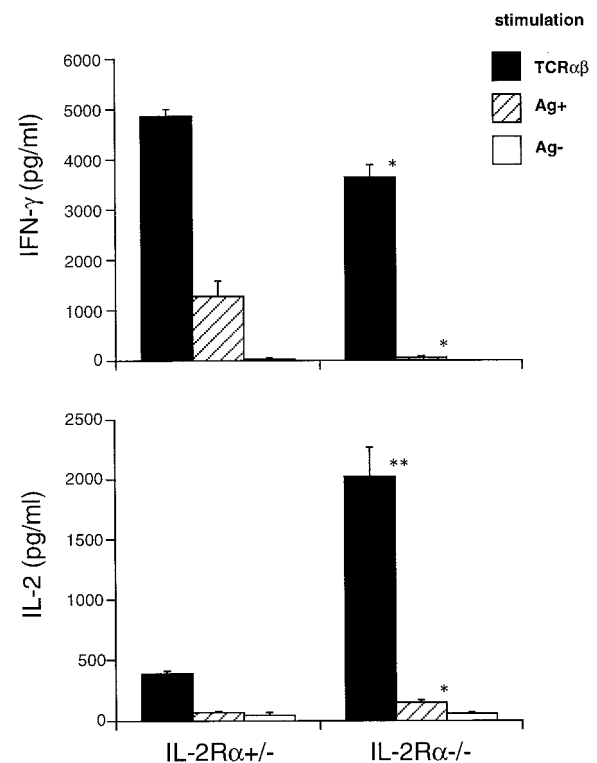 stimulation
TCRαβ
Ag+
Ag-
IFN-γ (pg/ml)
6000
5000
4000
3000
2000
1000
0
*
*
IL-2 (pg/ml)
2500
2000
1500
1000
500
0
**
*
IL-2Rα+/-
IL-2Rα-/-